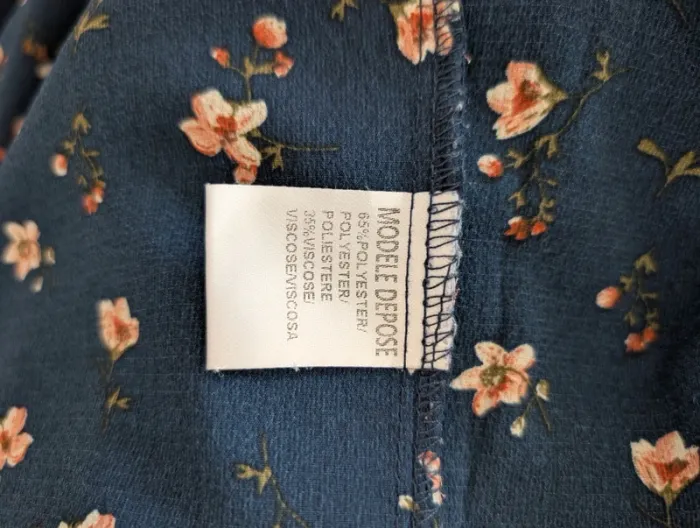 MODELE DEPOSE
65%POLYESTER/
POLYESTER/
POLIESTERE
35%VISCOSE/
VISCOSE/VISCOSA